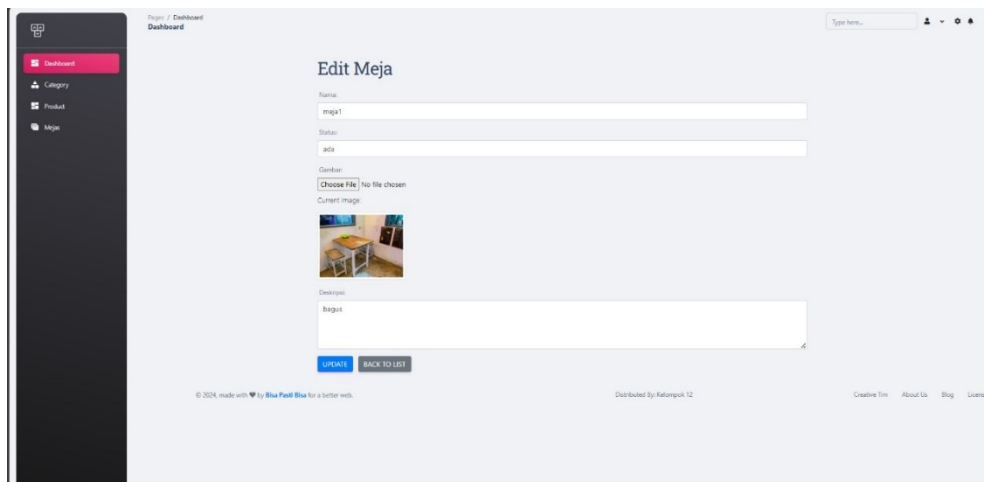 Pages / Dashboard
Dashboard
Type here...
Dashboard
Category
Product
Mejas
Edit Meja
Nama:
meja1
Status:
ada
Gambar:
Choose File No file chosen
Current Image:
Deskripsi:
bagus
UPDATE BACK TO LIST
© 2024, made with ♥ by Bisa Pasti Bisa for a better web.
Distributed By: Kelompok 12
Creative Tim About Us Blog Licens